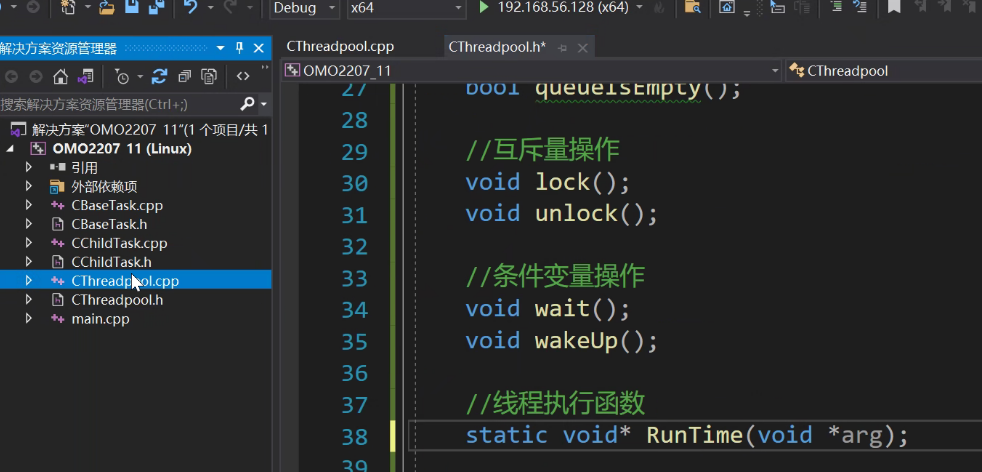 Debug x64 192.168.56.128 (x64)
解决方案资源管理器
CThreadpool.cpp CThreadpool.h*
OMO2207_11 CThreadpool
搜索解决方案资源管理器(Ctrl+;)
解决方案"OMO2207_11"(1 个项目/共 1
OMO2207_11 (Linux)
引用
外部依赖项
CBaseTask.cpp
CBaseTask.h
CChildTask.cpp
CChildTask.h
CThreadpool.cpp
CThreadpool.h
main.cpp
27 bool queueIsEmpty();
28
29 //互斥量操作
30 void lock();
31 void unlock();
32
33 //条件变量操作
34 void wait();
35 void wakeUp();
36
37 //线程执行函数
38 static void* RunTime(void *arg);
39